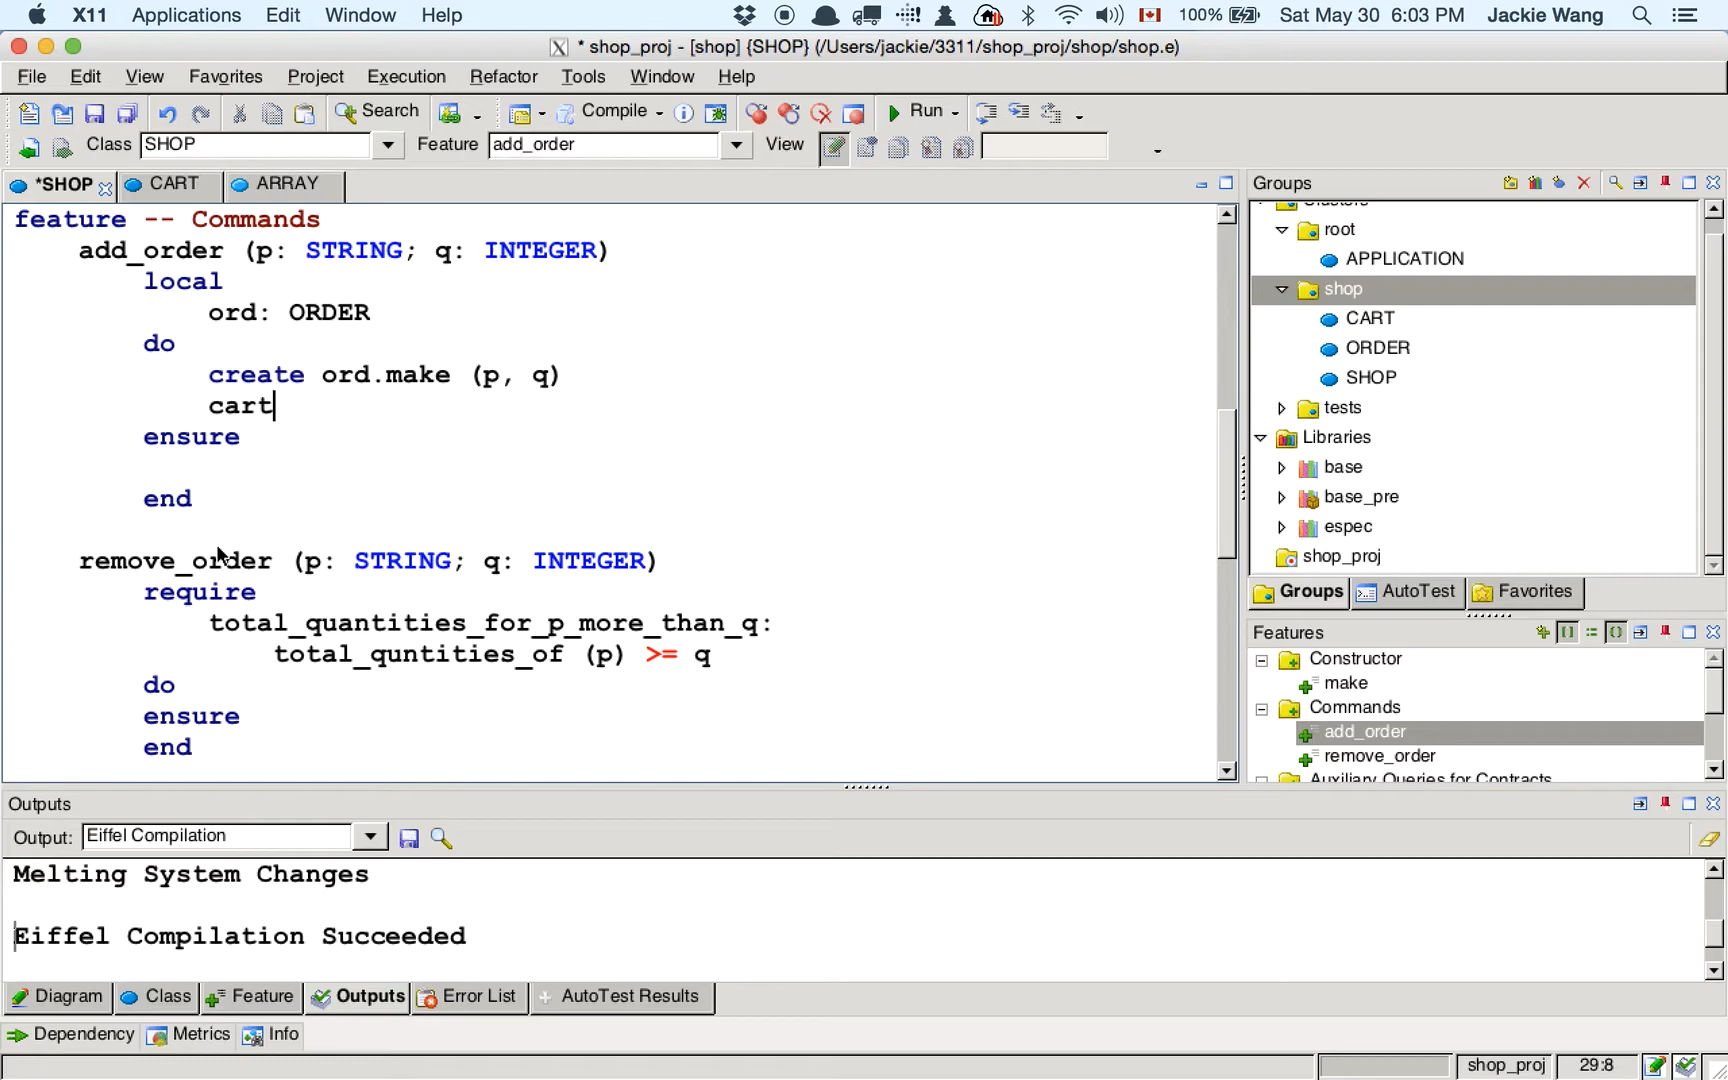 X11 Applications Edit Window Help 100% Sat May 30 6:03 PM Jackie Wang
* shop_proj - [shop] {SHOP} (/Users/jackie/3311/shop_proj/shop/shop.e)
File Edit View Favorites Project Execution Refactor Tools Window Help
Search Compile Run
Class SHOP Feature add_order View
*SHOP CART ARRAY
feature -- Commands
add_order (p: STRING; q: INTEGER)
local
ord: ORDER
do
create ord.make (p, q)
cart
ensure
end
remove_order (p: STRING; q: INTEGER)
require
total_quantities_for_p_more_than_q:
total_quntities_of (p) >= q
do
ensure
end
Groups
Clusters
root
APPLICATION
shop
CART
ORDER
SHOP
tests
Libraries
base
base_pre
espec
shop_proj
Groups AutoTest Favorites
Features
Constructor
make
Commands
add_order
remove_order
Auxiliary Queries for Contracts
Outputs
Output: Eiffel Compilation
Melting System Changes
Eiffel Compilation Succeeded
Diagram Class Feature Outputs Error List AutoTest Results
Dependency Metrics Info
shop_proj 29:8